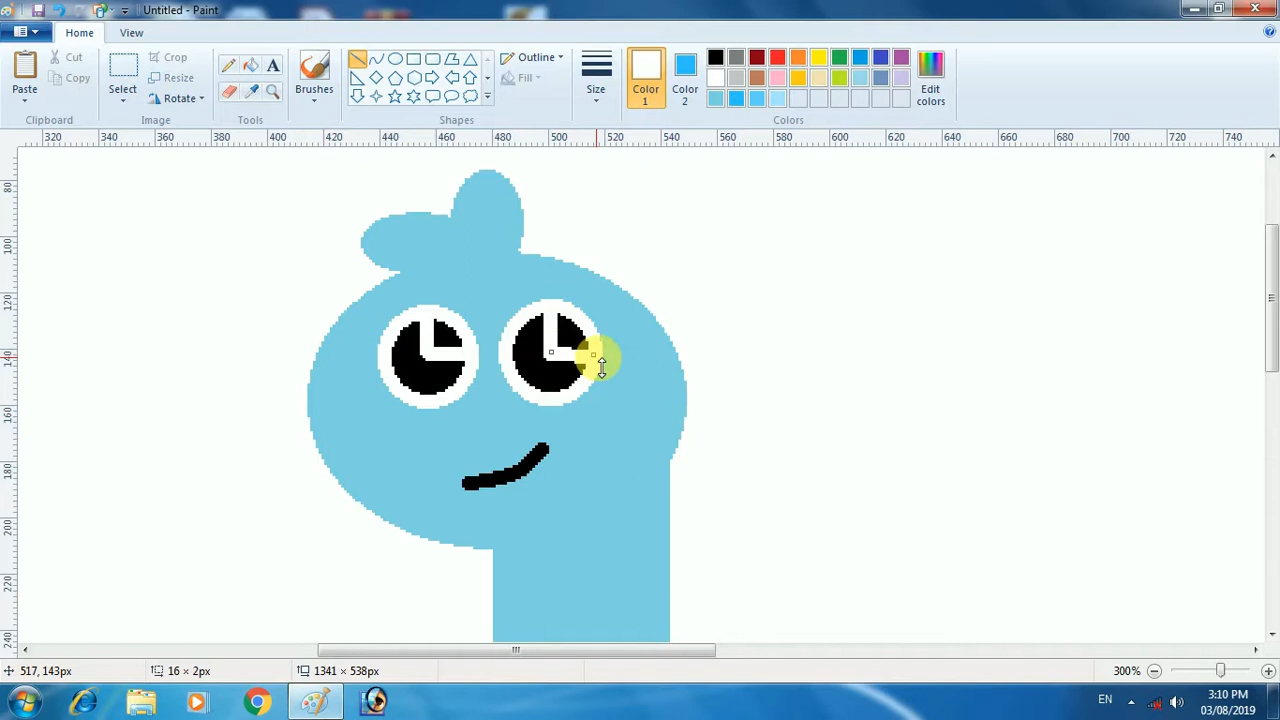 Untitled - Paint
Home
View
Paste
Cut
Copy
Clipboard
Select
Crop
Resize
Rotate
Image
Tools
Brushes
Outline
Fill
Shapes
Size
Color 1
Color 2
Edit colors
Colors
320 340 360 380 400 420 440 460 480 500 520 540 560 580 600 620 640 660 680 700 720 740
80
100
120
140
160
180
200
220
240
517, 143px
16 × 2px
1341 × 538px
300%
EN
3:10 PM
03/08/2019